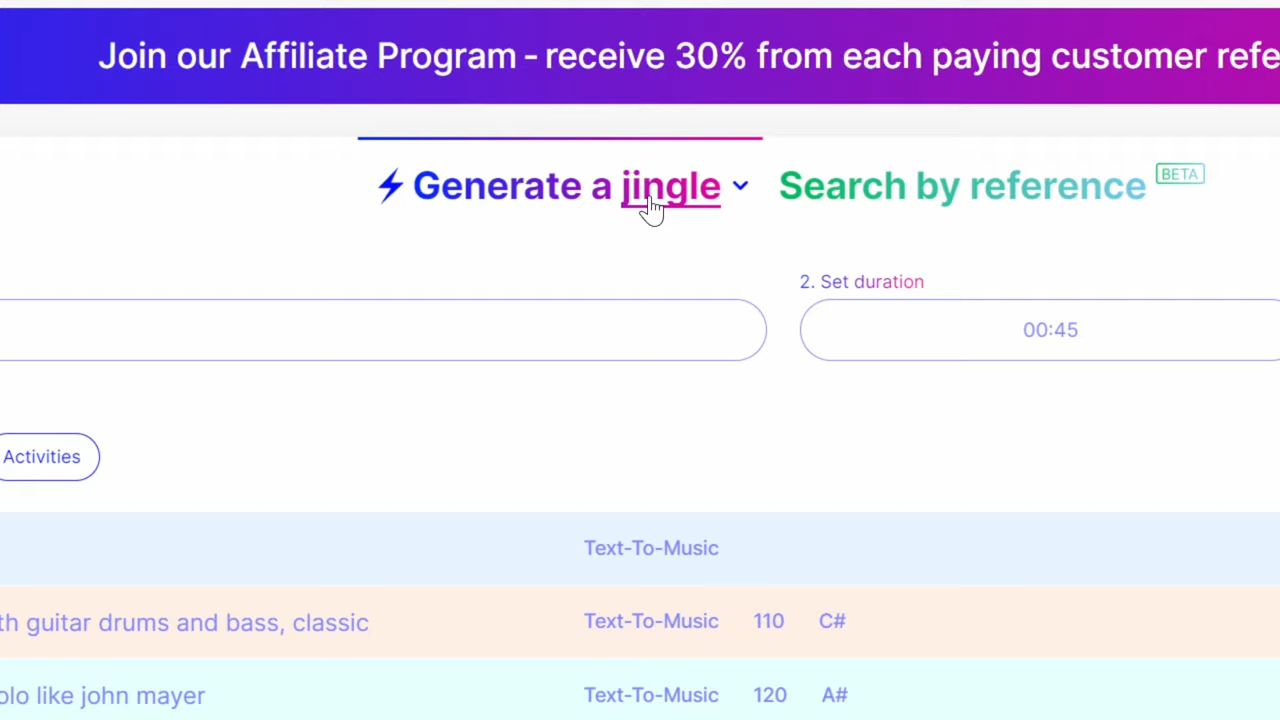 Join our Affiliate Program - receive 30% from each paying customer refe
Generate a jingle
Search by reference BETA
2. Set duration
00:45
Activities
Text-To-Music
th guitar drums and bass, classic Text-To-Music 110 C#
olo like john mayer Text-To-Music 120 A#